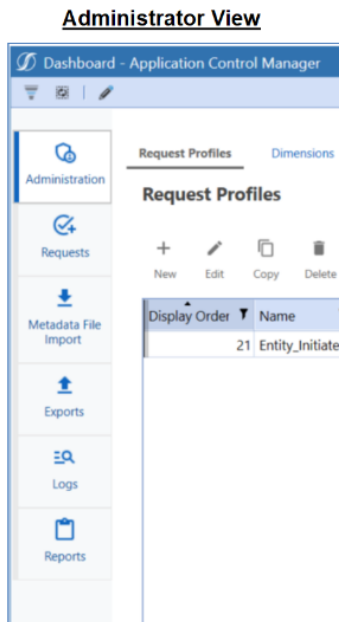 Administrator View
Dashboard - Application Control Manager
Administration
Requests
Metadata File
Import
Exports
Logs
Reports
Request Profiles Dimensions
Request Profiles
New Edit Copy Delete
Display Order Name
21 Entity_Initiate